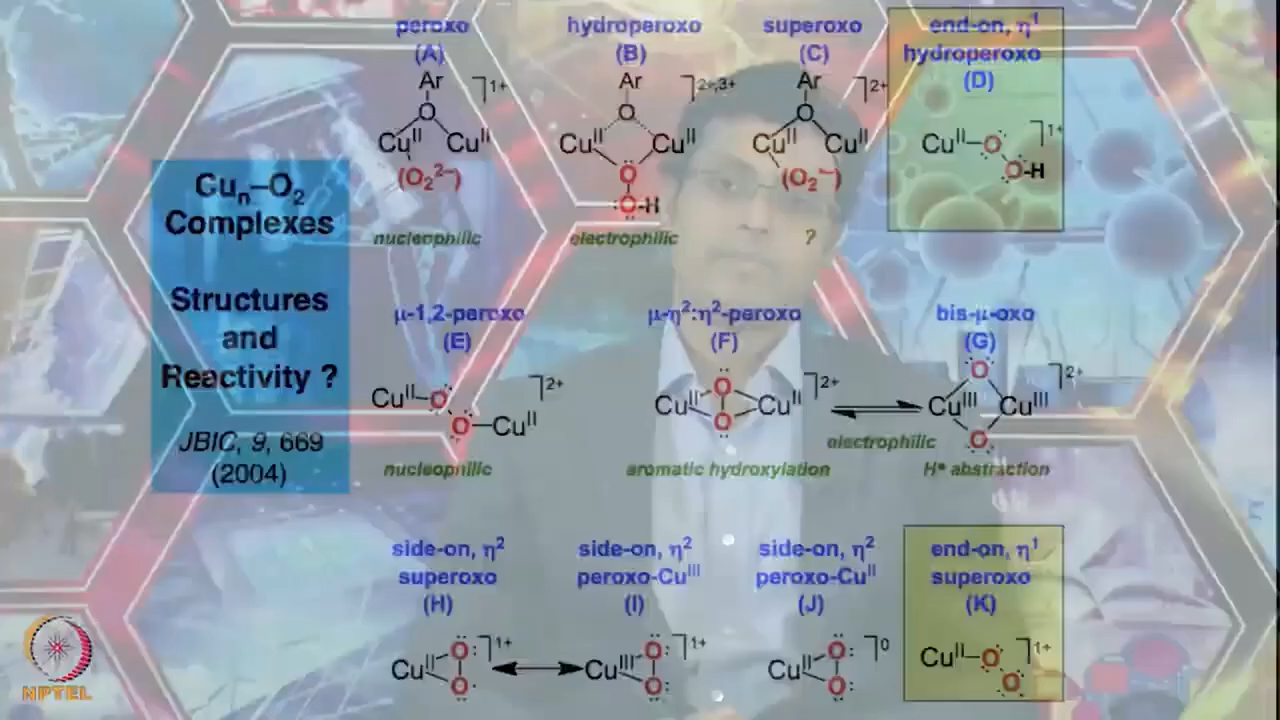 peroxo
(A)
hydroperoxo
(B)
superoxo
(C)
end-on, η¹
hydroperoxo
(D)
Ar
O
Cuᴵᴵ Cuᴵᴵ
(O₂²⁻)
]1+
nucleophilic
Ar
O
Cuᴵᴵ Cuᴵᴵ
O
O-H
]2+,3+
electrophilic
Ar
O
Cuᴵᴵ Cuᴵᴵ
(O₂⁻)
]2+
?
Cuᴵᴵ–O
O-H
]1+
Cuₙ–O₂
Complexes
Structures
and
Reactivity ?
JBIC, 9, 669
(2004)
μ-1,2-peroxo
(E)
Cuᴵᴵ–O
O–Cuᴵᴵ
]2+
nucleophilic
μ-η²:η²-peroxo
(F)
O
Cuᴵᴵ Cuᴵᴵ
O
]2+
aromatic hydroxylation
electrophilic
bis-μ-oxo
(G)
O
Cuᴵᴵᴵ Cuᴵᴵᴵ
O
]2+
H• abstraction
side-on, η²
superoxo
(H)
Cuᴵᴵ O
O
]1+
side-on, η²
peroxo-Cuᴵᴵᴵ
(I)
Cuᴵᴵᴵ O
O
]1+
side-on, η²
peroxo-Cuᴵᴵ
(J)
Cuᴵᴵ O
O
]0
end-on, η¹
superoxo
(K)
Cuᴵᴵ–O
O
]1+
NPTEL